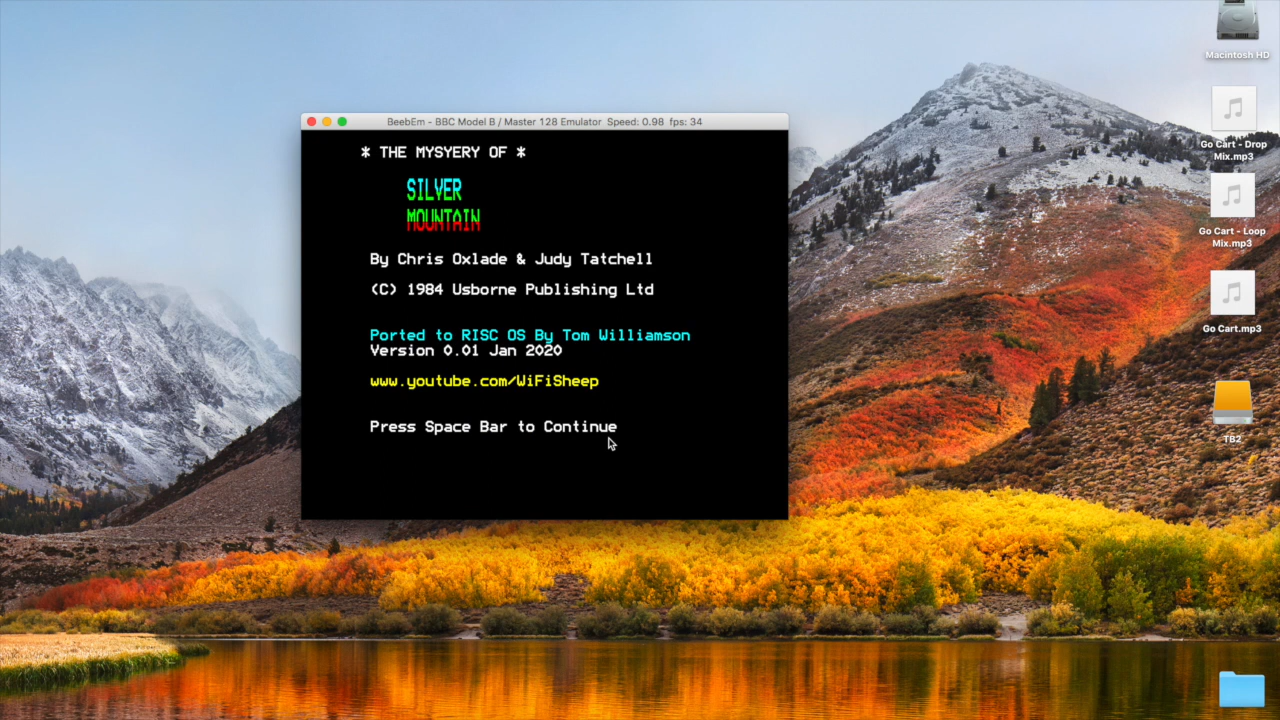 BeebEm - BBC Model B / Master 128 Emulator Speed: 0.98 fps: 34
* THE MYSYERY OF *
SILVER
MOUNTAIN
By Chris Oxlade & Judy Tatchell
(C) 1984 Usborne Publishing Ltd
Ported to RISC OS By Tom Williamson
Version 0.01 Jan 2020
www.youtube.com/WiFiSheep
Press Space Bar to Continue
Macintosh HD
Go Cart - Drop
Mix.mp3
Go Cart - Loop
Mix.mp3
Go Cart.mp3
TB2